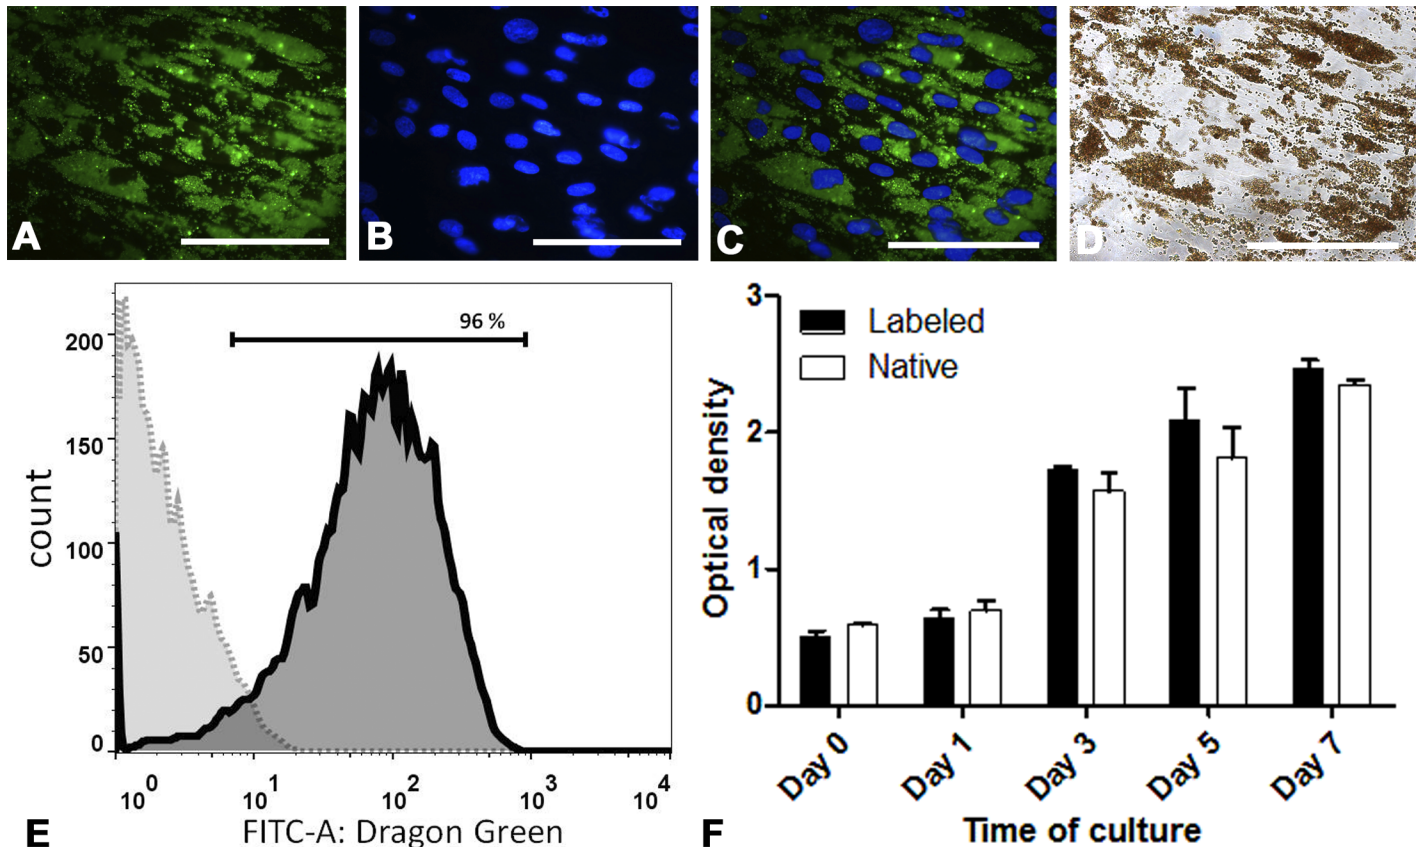 A
B
C
D
96 %
200
150
100
50
0
count
10^0
10^1
10^2
10^3
10^4
FITC-A: Dragon Green
E
3
2
1
0
Optical density
Labeled
Native
Day 0
Day 1
Day 3
Day 5
Day 7
Time of culture
F